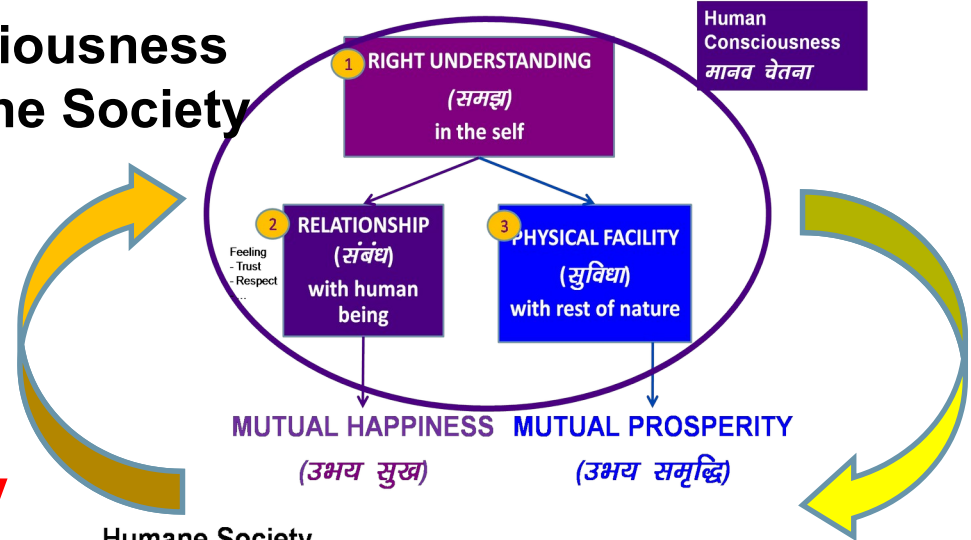 iousness
ne Society
Human
Consciousness
मानव चेतना
1
RIGHT UNDERSTANDING
(समझ)
in the self
2
RELATIONSHIP
(संबंध)
with human
being
Feeling
- Trust
- Respect
...
3
PHYSICAL FACILITY
(सुविधा)
with rest of nature
MUTUAL HAPPINESS
(उभय सुख)
MUTUAL PROSPERITY
(उभय समृद्धि)
Humane Society